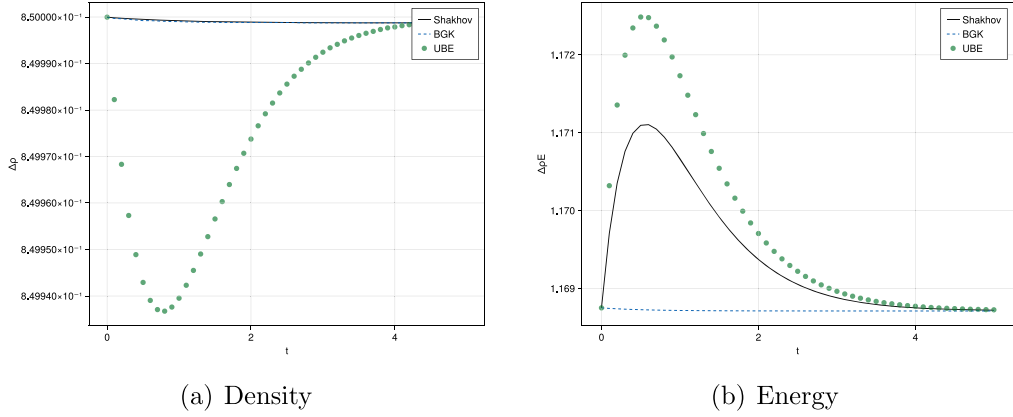 8.50000×10⁻¹
8.49990×10⁻¹
8.49980×10⁻¹
8.49970×10⁻¹
8.49960×10⁻¹
8.49950×10⁻¹
8.49940×10⁻¹
Δρ
0
2
4
t
Shakhov
BGK
UBE
(a) Density
1.172
1.171
1.170
1.169
ΔρE
0
2
4
t
Shakhov
BGK
UBE
(b) Energy